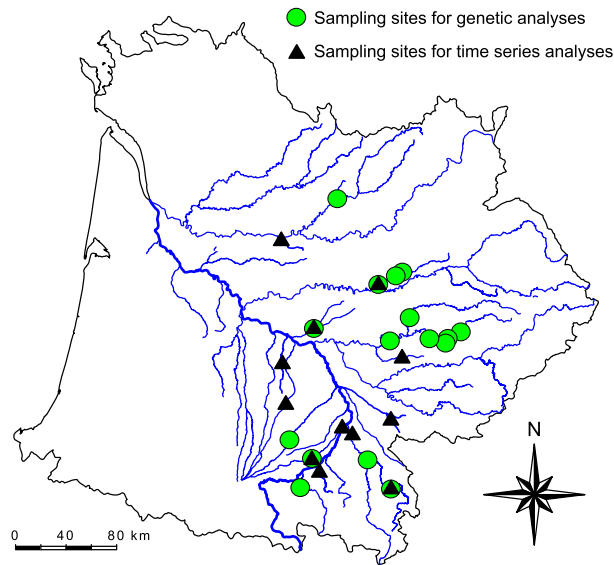 Sampling sites for genetic analyses
Sampling sites for time series analyses
N
0 40 80 km